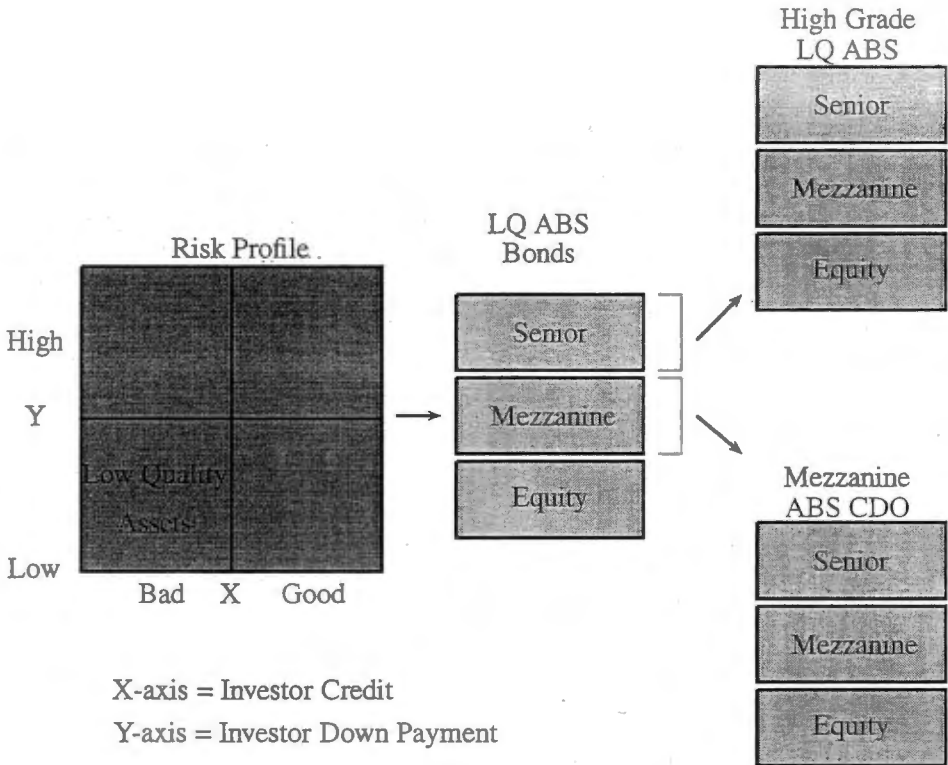 High Grade
LQ ABS
Senior
Mezzanine
Equity
LQ ABS
Bonds
Senior
Mezzanine
Equity
Risk Profile
High
Y
Low
Low Quality
Assets
Bad X Good
Mezzanine
ABS CDO
Senior
Mezzanine
Equity
X-axis = Investor Credit
Y-axis = Investor Down Payment